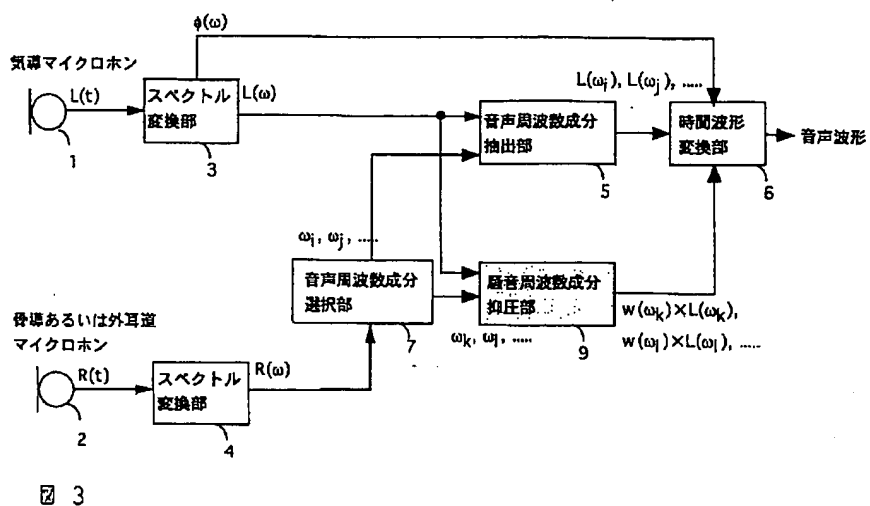 ϕ(ω)
気導マイクロホン
L(t)
1
スペクトル
変換部
3
L(ω)
L(ωi), L(ωj), .....
音声周波数成分
抽出部
5
時間波形
変換部
6
音声波形
ωi, ωj, .....
音声周波数成分
選択部
7
騒音周波数成分
抑圧部
9
ωk, ωl, .....
w(ωk)×L(ωk),
w(ωl)×L(ωl), .....
骨導あるいは外耳道
マイクロホン
R(t)
2
スペクトル
変換部
4
R(ω)
図 3